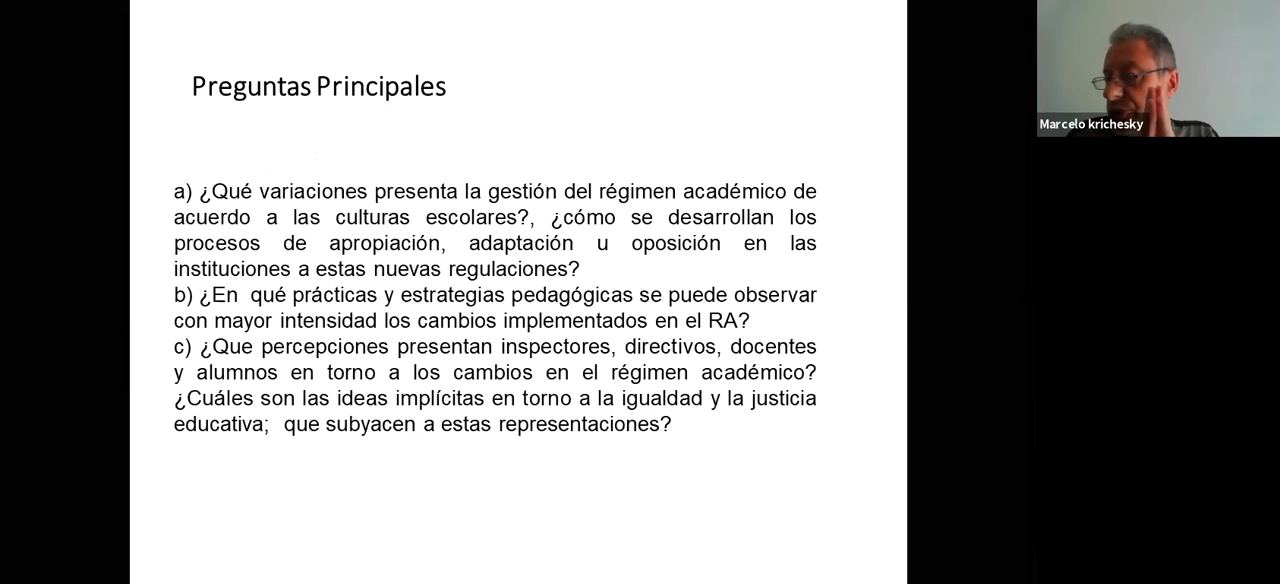 Preguntas Principales
a) ¿Qué variaciones presenta la gestión del régimen académico de
acuerdo a las culturas escolares?, ¿cómo se desarrollan los
procesos de apropiación, adaptación u oposición en las
instituciones a estas nuevas regulaciones?
b) ¿En qué prácticas y estrategias pedagógicas se puede observar
con mayor intensidad los cambios implementados en el RA?
c) ¿Que percepciones presentan inspectores, directivos, docentes
y alumnos en torno a los cambios en el régimen académico?
¿Cuáles son las ideas implícitas en torno a la igualdad y la justicia
educativa; que subyacen a estas representaciones?
Marcelo krichesky